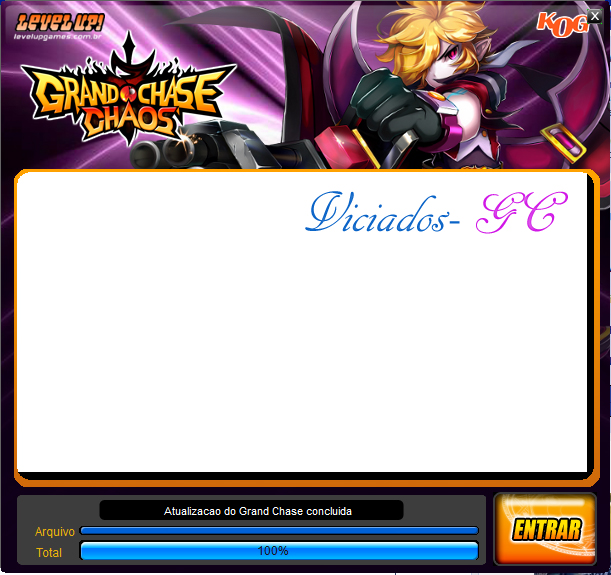 LEVEL UP!
levelupgames.com.br
KOG
X
GRAND CHASE
CHAOS
Viciados- GC
Atualizacao do Grand Chase concluida
Arquivo
Total
100%
ENTRAR